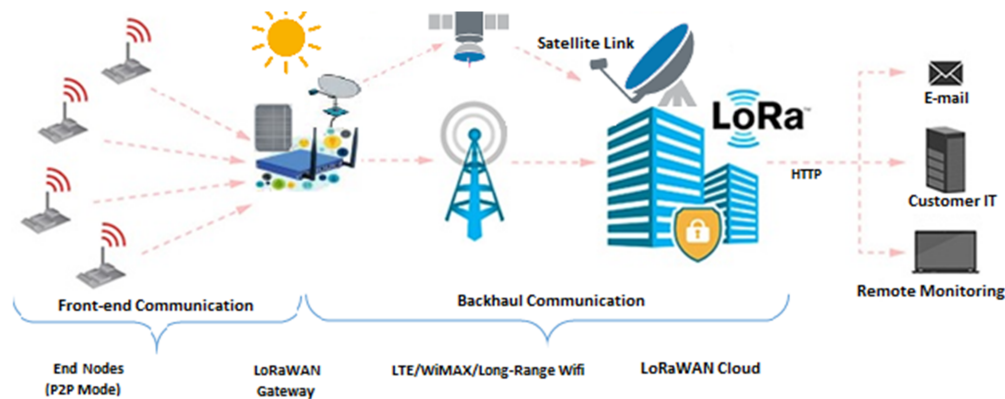 Satellite Link
LoRa™
E-mail
HTTP
Customer IT
Remote Monitoring
Front-end Communication
Backhaul Communication
End Nodes
(P2P Mode)
LoRaWAN
Gateway
LTE/WiMAX/Long-Range Wifi
LoRaWAN Cloud